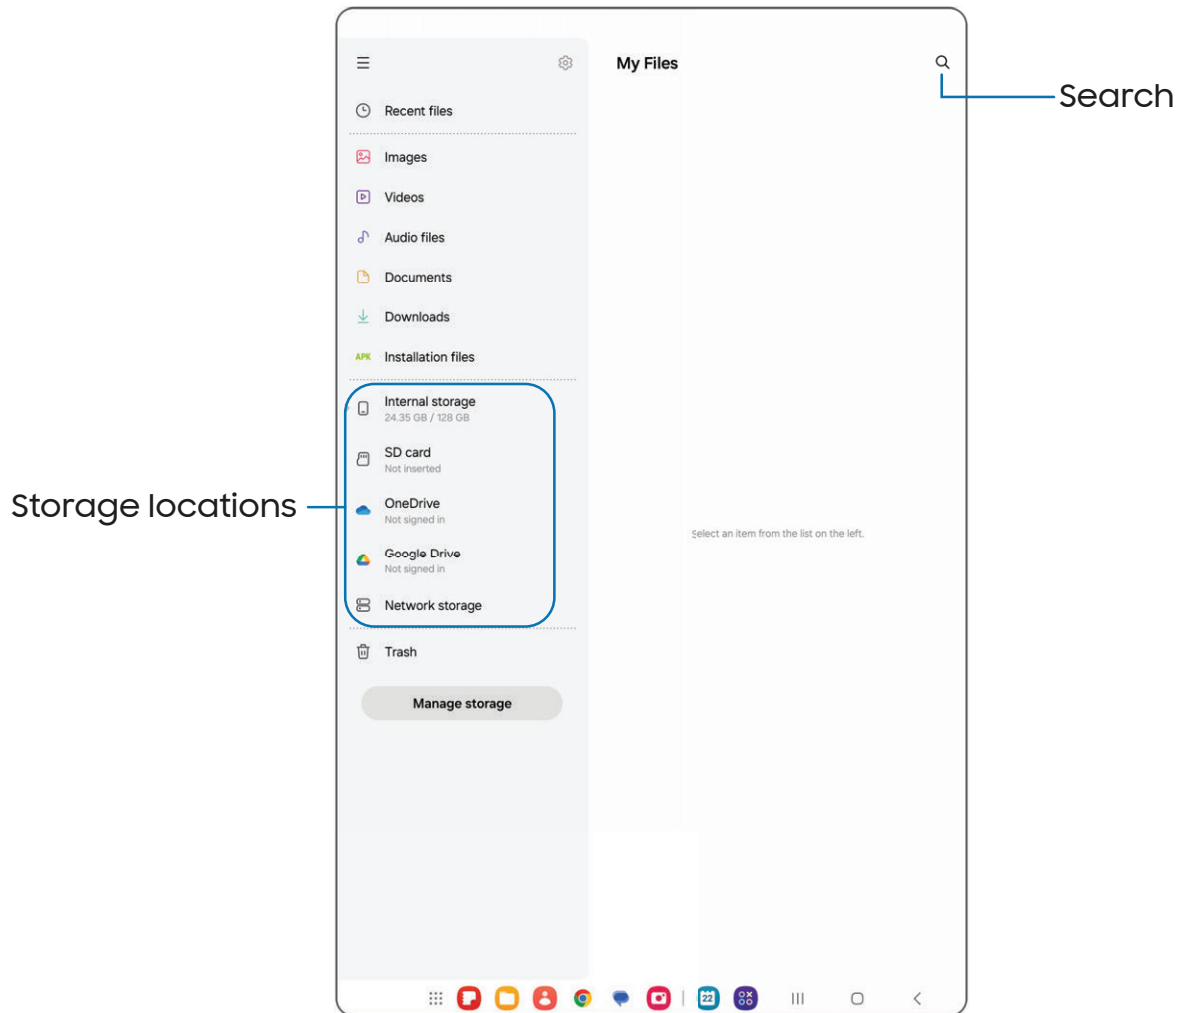 My Files
Search
Recent files
Images
Videos
Audio files
Documents
Downloads
APK Installation files
Internal storage
24.35 GB / 128 GB
SD card
Not inserted
Storage locations
OneDrive
Not signed in
Select an item from the list on the left.
Google Drive
Not signed in
Network storage
Trash
Manage storage
22